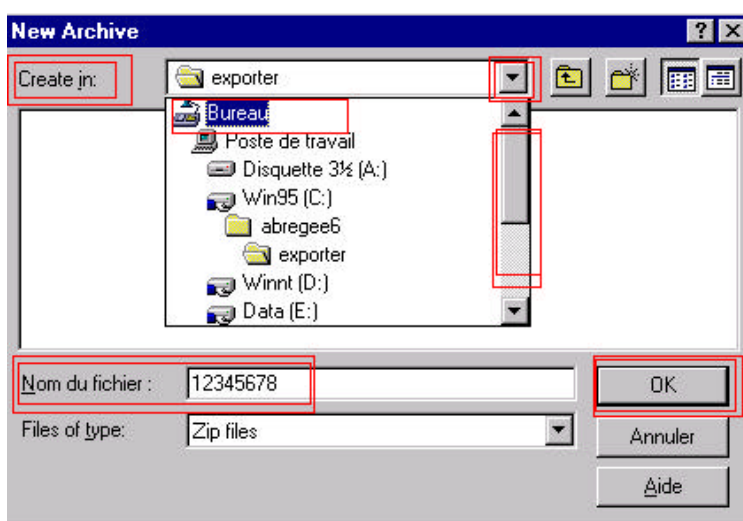 New Archive
Create in:
exporter
Bureau
Poste de travail
Disquette 3½ (A:)
Win95 (C:)
abregee6
exporter
Winnt (D:)
Data (E:)
Nom du fichier :
12345678
OK
Files of type:
Zip files
Annuler
Aide